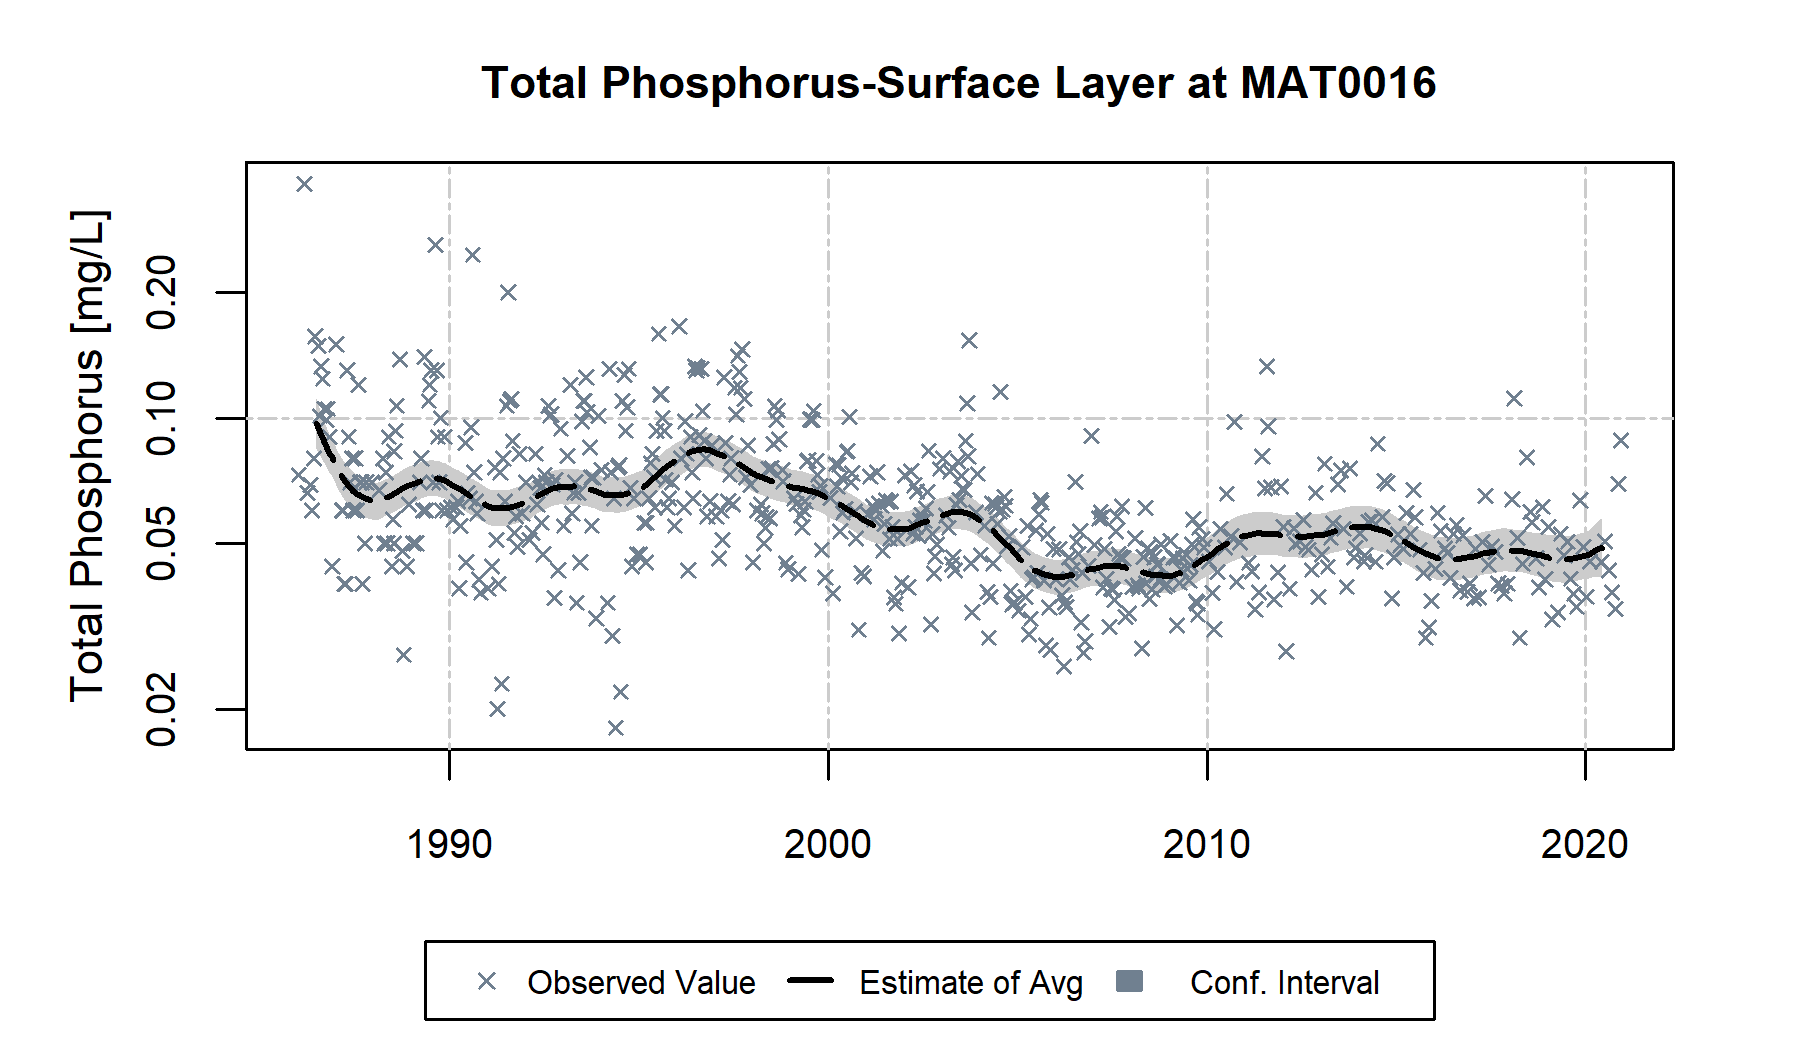 Total Phosphorus-Surface Layer at MAT0016
Total Phosphorus [mg/L]
0.20
0.10
0.05
0.02
1990 2000 2010 2020
Observed Value Estimate of Avg Conf. Interval